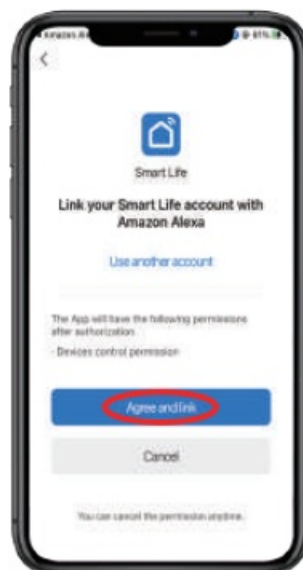 Smart Life
Link your Smart Life account with
Amazon Alexa
Use another account
The App will have the following permissions
after authorization
- Devices control permission
Agree and link
Cancel
You can cancel the permission anytime.